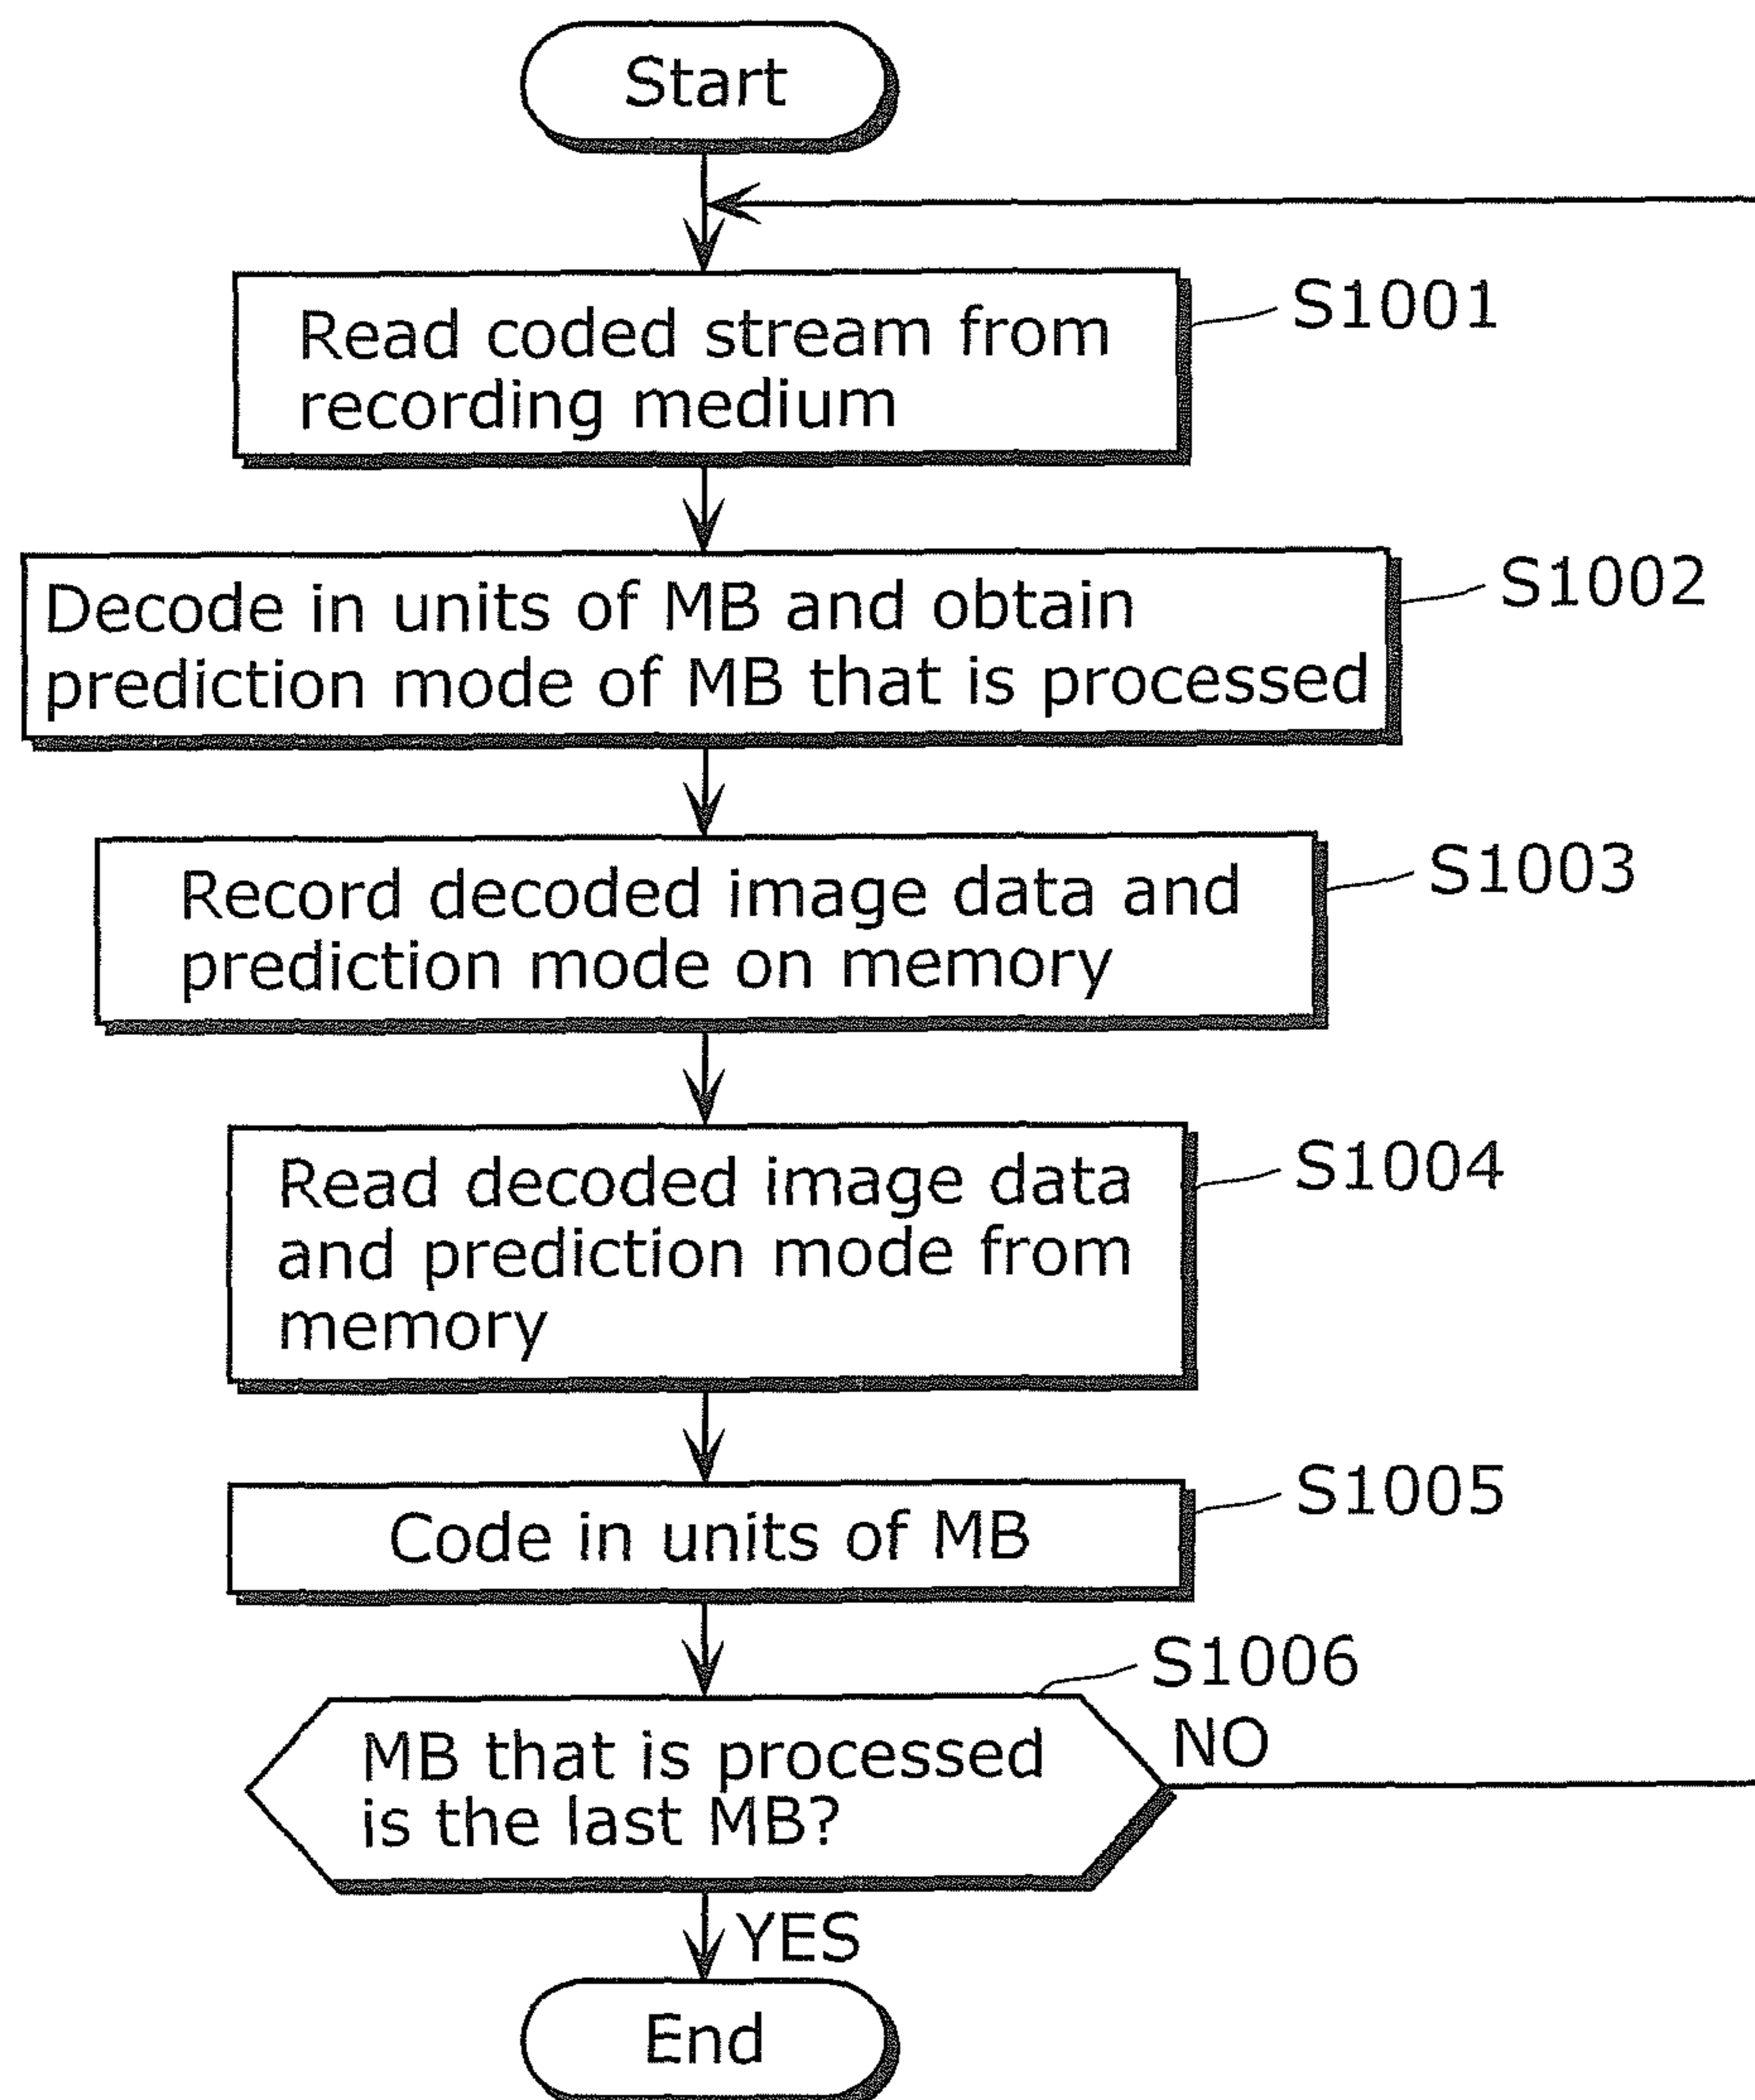 Start
Read coded stream from
recording medium
S1001
Decode in units of MB and obtain
prediction mode of MB that is processed
S1002
Record decoded image data and
prediction mode on memory
S1003
Read decoded image data
and prediction mode from
memory
S1004
Code in units of MB
S1005
S1006
MB that is processed
is the last MB?
NO
YES
End